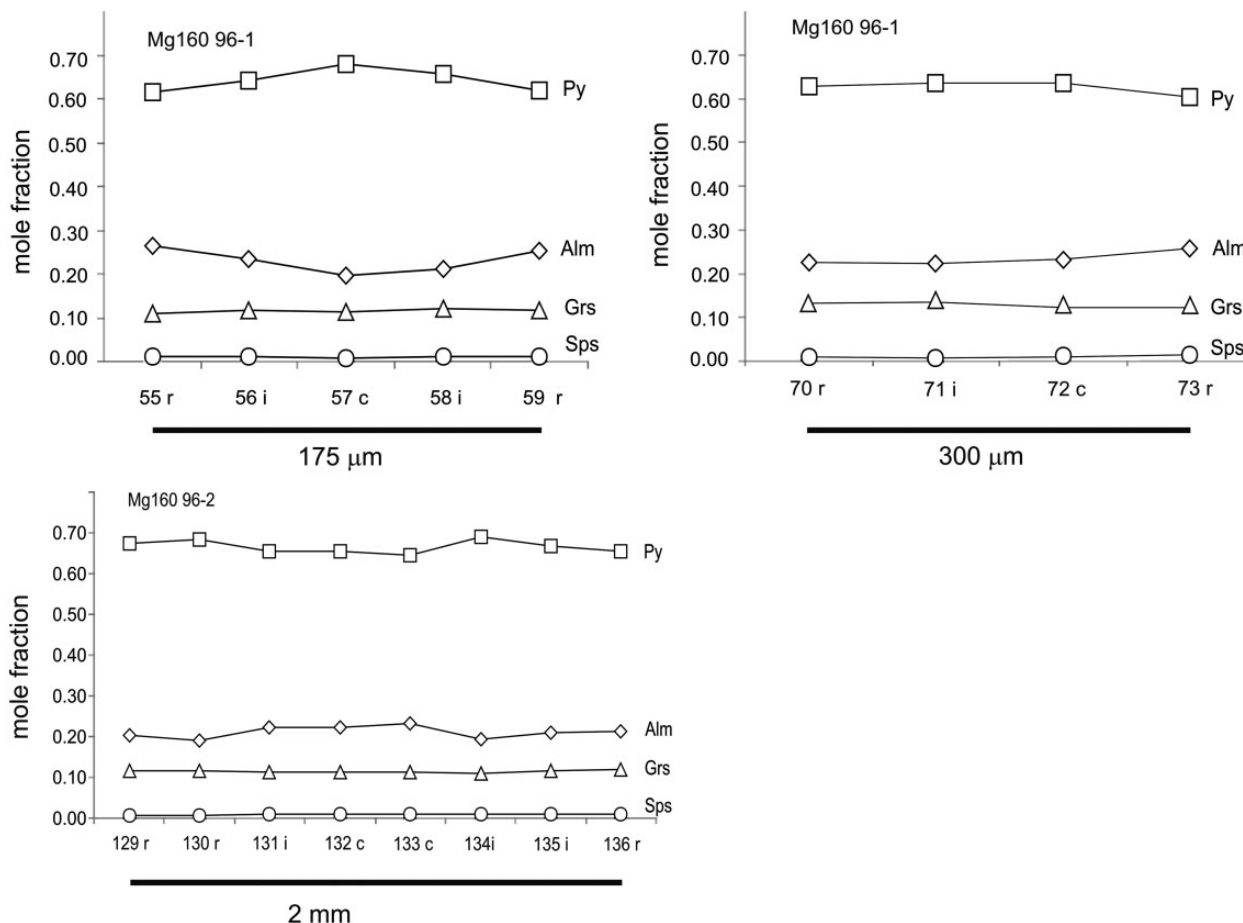 Mg160 96-1
mole fraction
0.70
0.60
0.50
0.40
0.30
0.20
0.10
0.00
Py
Alm
Grs
Sps
55 r 56 i 57 c 58 i 59 r
175 μm
Mg160 96-1
mole fraction
0.70
0.60
0.50
0.40
0.30
0.20
0.10
0.00
Py
Alm
Grs
Sps
70 r 71 i 72 c 73 r
300 μm
Mg160 96-2
mole fraction
0.70
0.60
0.50
0.40
0.30
0.20
0.10
0.00
Py
Alm
Grs
Sps
129 r 130 r 131 i 132 c 133 c 134i 135 i 136 r
2 mm